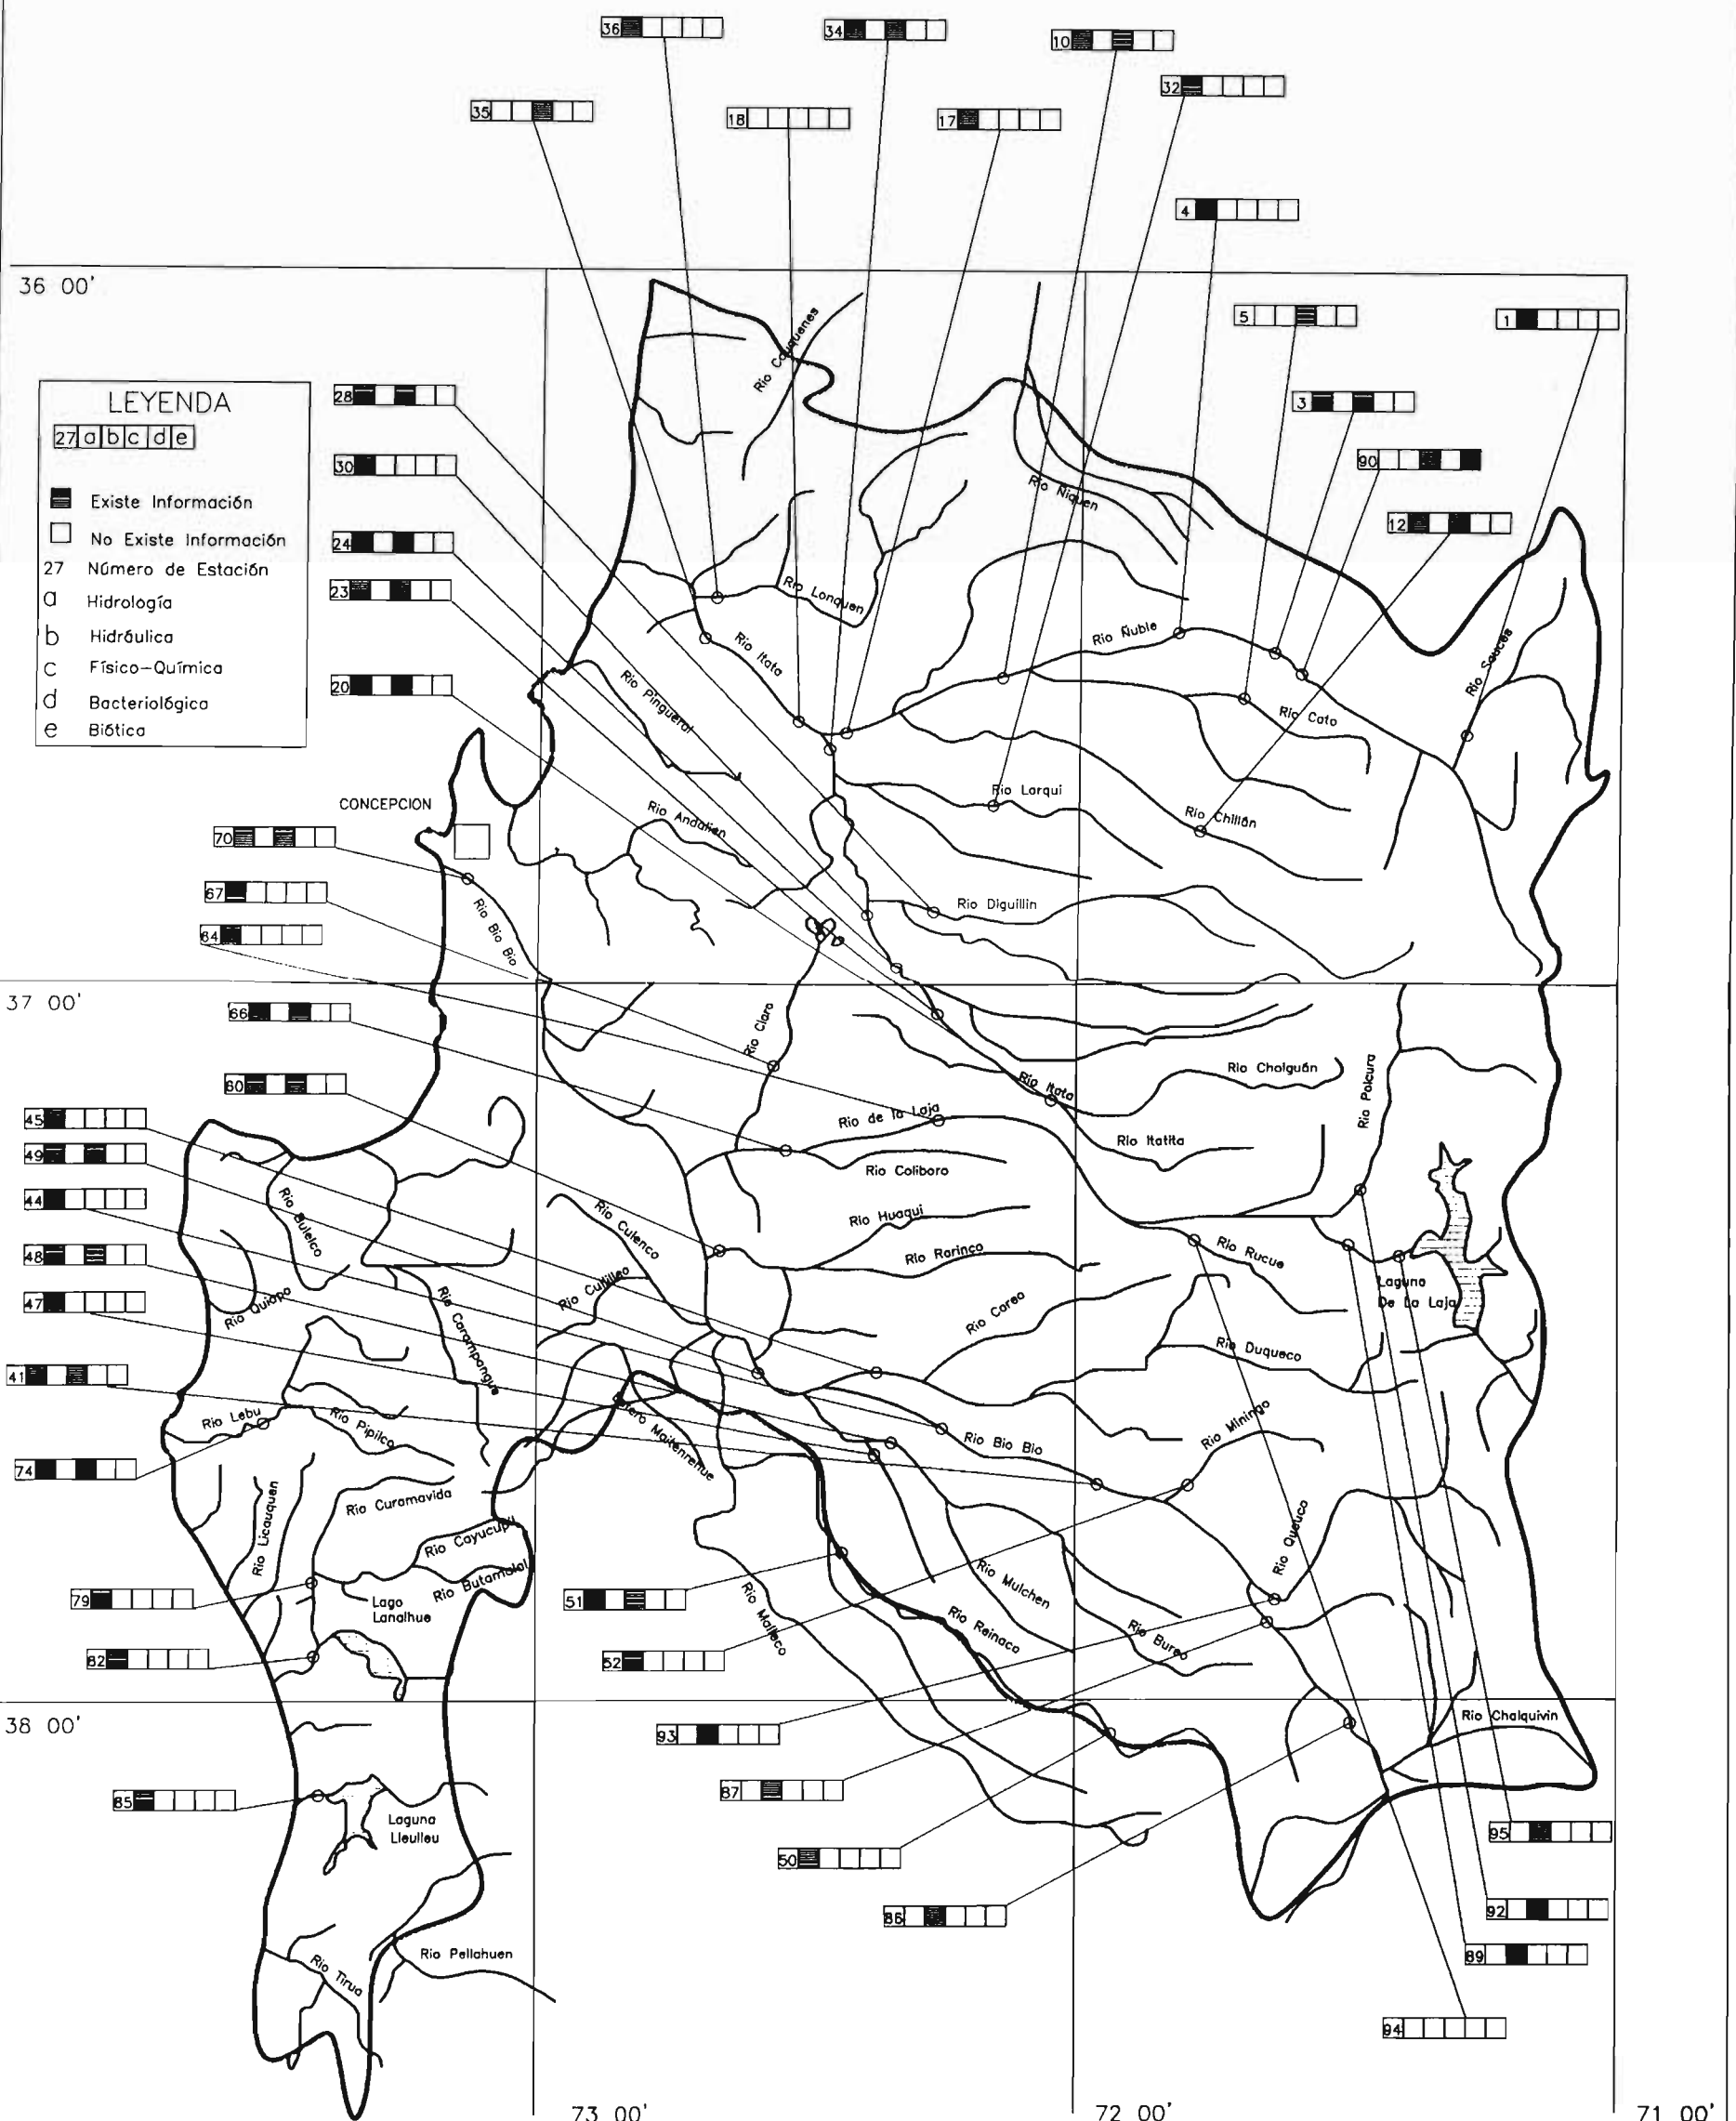 36
34
10
32
35
18
17
4
36 00'
5
1
LEYENDA
27 a b c d e
Existe Información
No Existe Información
27 Número de Estación
a Hidrología
b Hidráulica
c Físico-Química
d Bacteriológica
e Biótica
28
30
24
23
20
3
90
12
Rio Cauquenes
Rio Ñiquen
Rio Lonquen
Rio Itata
Rio Ñuble
Rio Sauces
Rio Pingueral
Rio Cato
CONCEPCION
Rio Andalien
Rio Larqui
Rio Chillán
70
67
64
Rio Bio Bio
Rio Diguillin
37 00'
66
60
Rio Claro
Rio Itata
Rio Cholguán
Rio Polcura
45
49
44
48
47
41
Rio de la Laja
Rio Itatita
Rio Coliboro
Rio Huaqui
Rio Culenco
Rio Rarinco
Rio Rucue
Rio Quiapo
Rio Carampangue
Rio Coreo
Laguna
De La Laja
Rio Duqueco
Rio Lebu
Rio Pipilco
Estero Maitenrehue
Rio Bio Bio
Rio Miningo
74
Rio Licauquen
Rio Curamavida
Rio Cayucupil
Rio Queuco
79
Lago
Lanalhue
Rio Butamalal
51
Rio Malleco
Rio Mulchen
Rio Reinaco
Rio Bureo
82
52
38 00'
93
Rio Chalquivin
85
Laguna
Lleulleu
87
95
50
86
92
89
Rio Pellahuen
Rio Tirua
94
73 00'
72 00'
71 00'